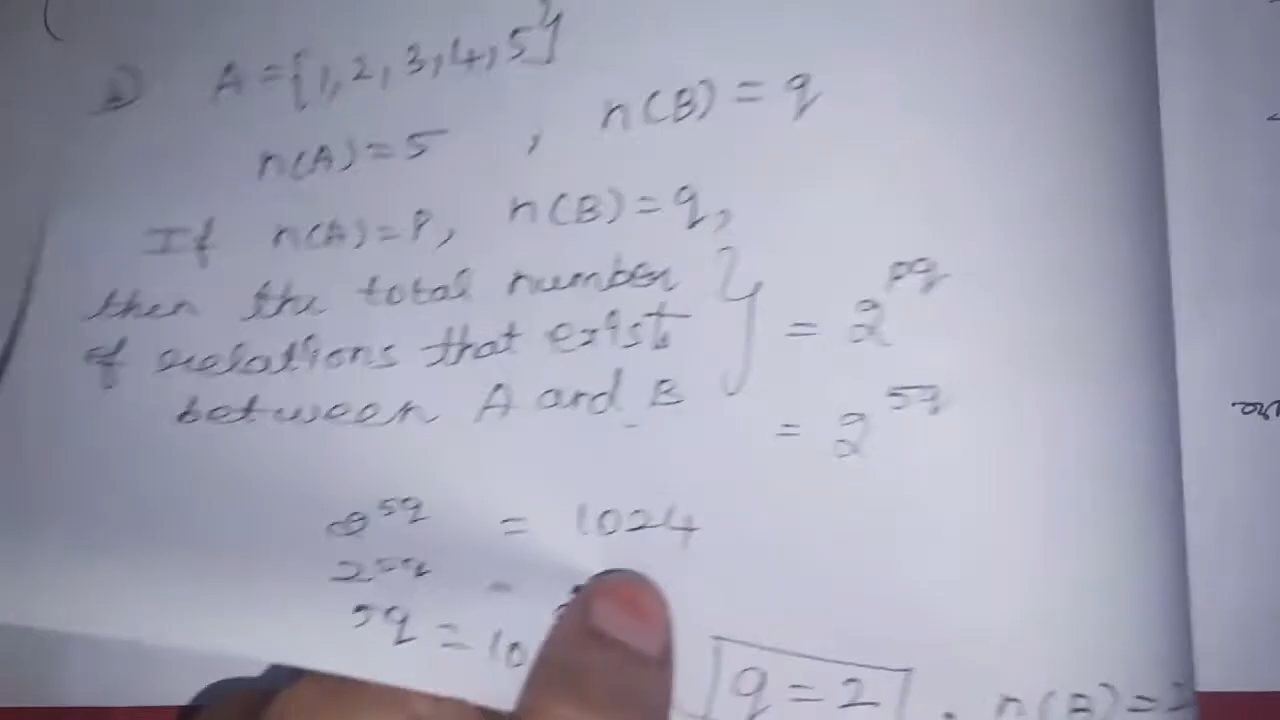 A = {1, 2, 3, 4, 5}
n(A) = 5 , n(B) = q
If n(A) = P, n(B) = q,
then the total number
of relations that exist
between A and B } = 2^pq
= 2^5q
2^5q = 1024
2^5q =
5q = 10
q = 2 , n(B) = 2